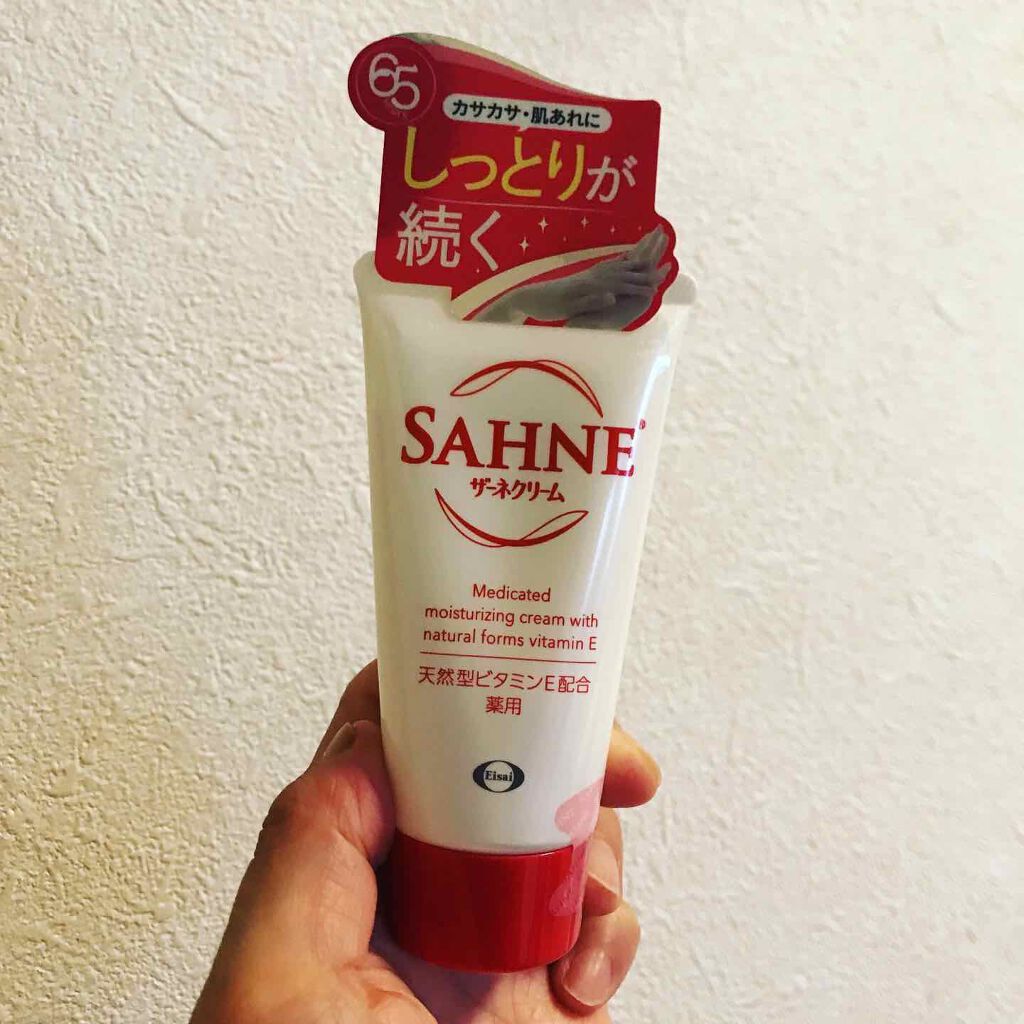 65
カサカサ・肌あれに
しっとりが
続く
SAHNE®
ザーネクリーム
Medicated
moisturizing cream with
natural forms vitamin E
天然型ビタミンE配合
薬用
Eisai